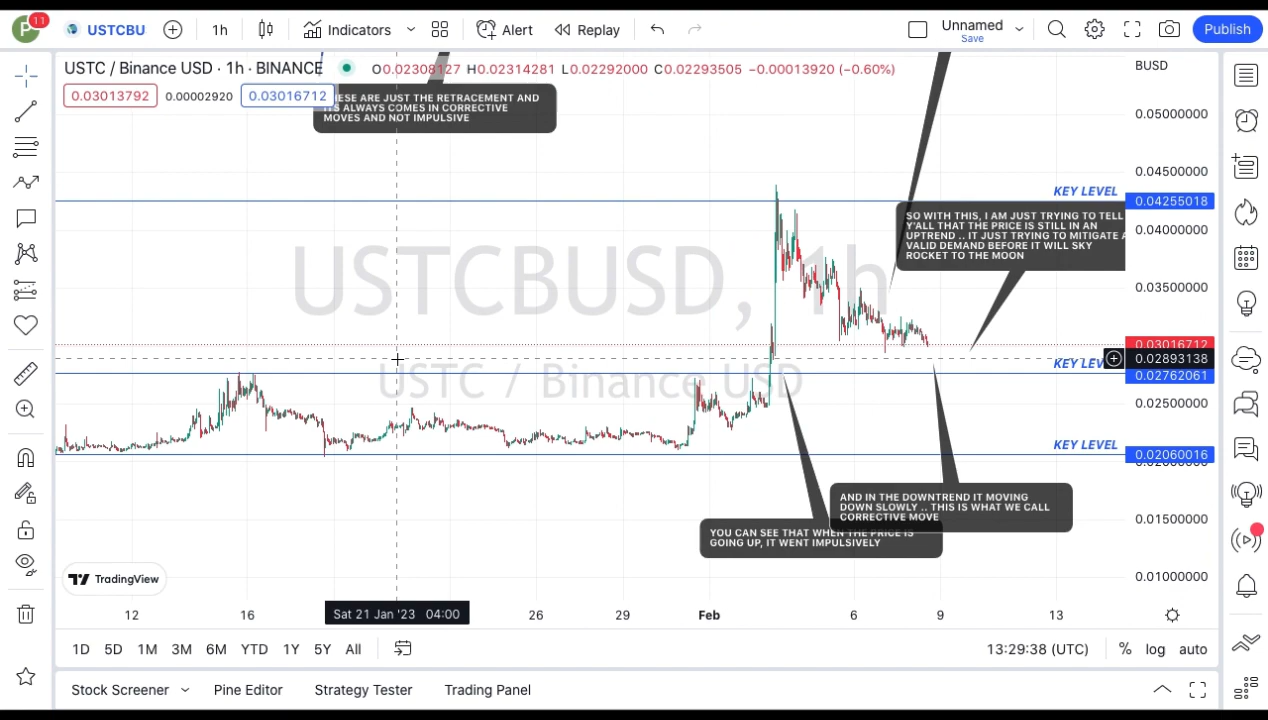 P
11
USTCBU
1h
Indicators
Alert
Replay
Unnamed
Save
Publish
USTC / Binance USD · 1h · BINANCE
O0.02308127 H0.02314281 L0.02292000 C0.02293505 −0.00013920 (−0.60%)
0.03013792
0.00002920
0.03016712
HESE ARE JUST THE RETRACEMENT AND
ITS ALWAYS COMES IN CORRECTIVE
MOVES AND NOT IMPULSIVE
BUSD
0.05000000
0.04500000
KEY LEVEL
0.04255018
SO WITH THIS, I AM JUST TRYING TO TELL
Y'ALL THAT THE PRICE IS STILL IN AN
UPTREND .. IT JUST TRYING TO MITIGATE A
VALID DEMAND BEFORE IT WILL SKY
ROCKET TO THE MOON
0.04000000
USTCBUSD, 1h
0.03500000
0.03016712
0.02893138
KEY LEV
0.02762061
USTC / Binance USD
0.02500000
KEY LEVEL
0.02060016
0.02000000
AND IN THE DOWNTREND IT MOVING
DOWN SLOWLY .. THIS IS WHAT WE CALL
CORRECTIVE MOVE
YOU CAN SEE THAT WHEN THE PRICE IS
GOING UP, IT WENT IMPULSIVELY
0.01500000
0.01000000
TradingView
12
16
Sat 21 Jan '23 04:00
26
29
Feb
6
9
13
1D 5D 1M 3M 6M YTD 1Y 5Y All
13:29:38 (UTC)
% log auto
Stock Screener
Pine Editor
Strategy Tester
Trading Panel